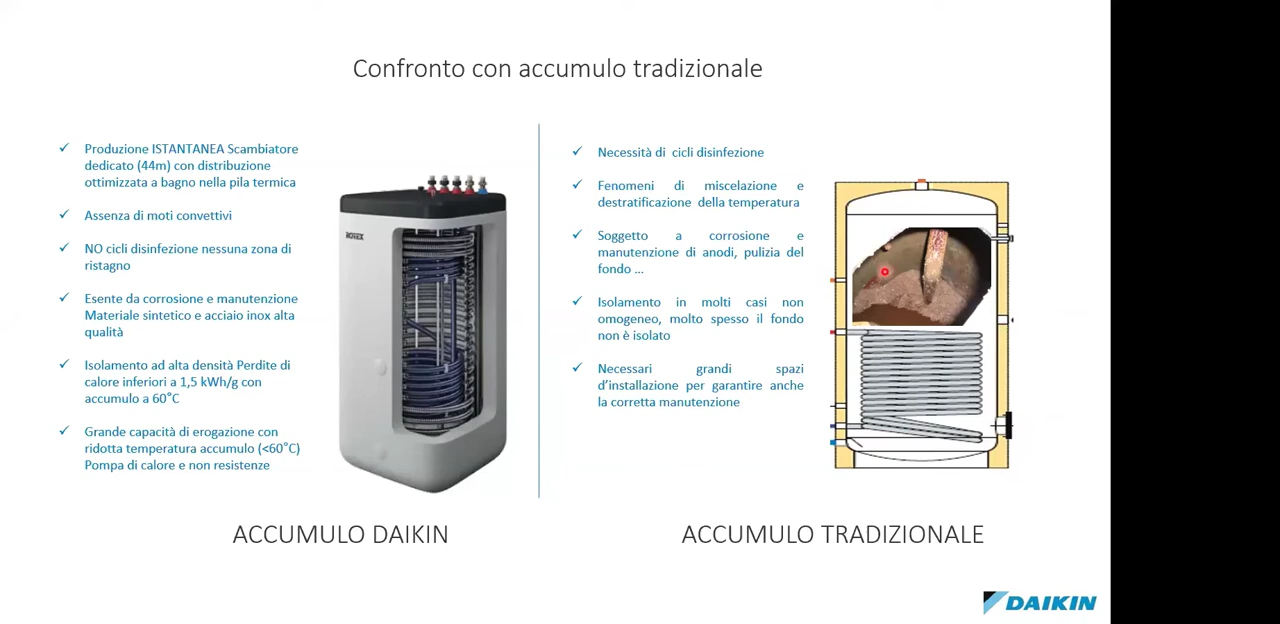 Confronto con accumulo tradizionale
Produzione ISTANTANEA Scambiatore
dedicato (44m) con distribuzione
ottimizzata a bagno nella pila termica
Assenza di moti convettivi
NO cicli disinfezione nessuna zona di
ristagno
Esente da corrosione e manutenzione
Materiale sintetico e acciaio inox alta
qualità
Isolamento ad alta densità Perdite di
calore inferiori a 1,5 kWh/g con
accumulo a 60°C
Grande capacità di erogazione con
ridotta temperatura accumulo (<60°C)
Pompa di calore e non resistenze
ROTEX
ACCUMULO DAIKIN
Necessità di cicli disinfezione
Fenomeni di miscelazione e
destratificazione della temperatura
Soggetto a corrosione e
manutenzione di anodi, pulizia del
fondo ...
Isolamento in molti casi non
omogeneo, molto spesso il fondo
non è isolato
Necessari grandi spazi
d'installazione per garantire anche
la corretta manutenzione
ACCUMULO TRADIZIONALE
DAIKIN